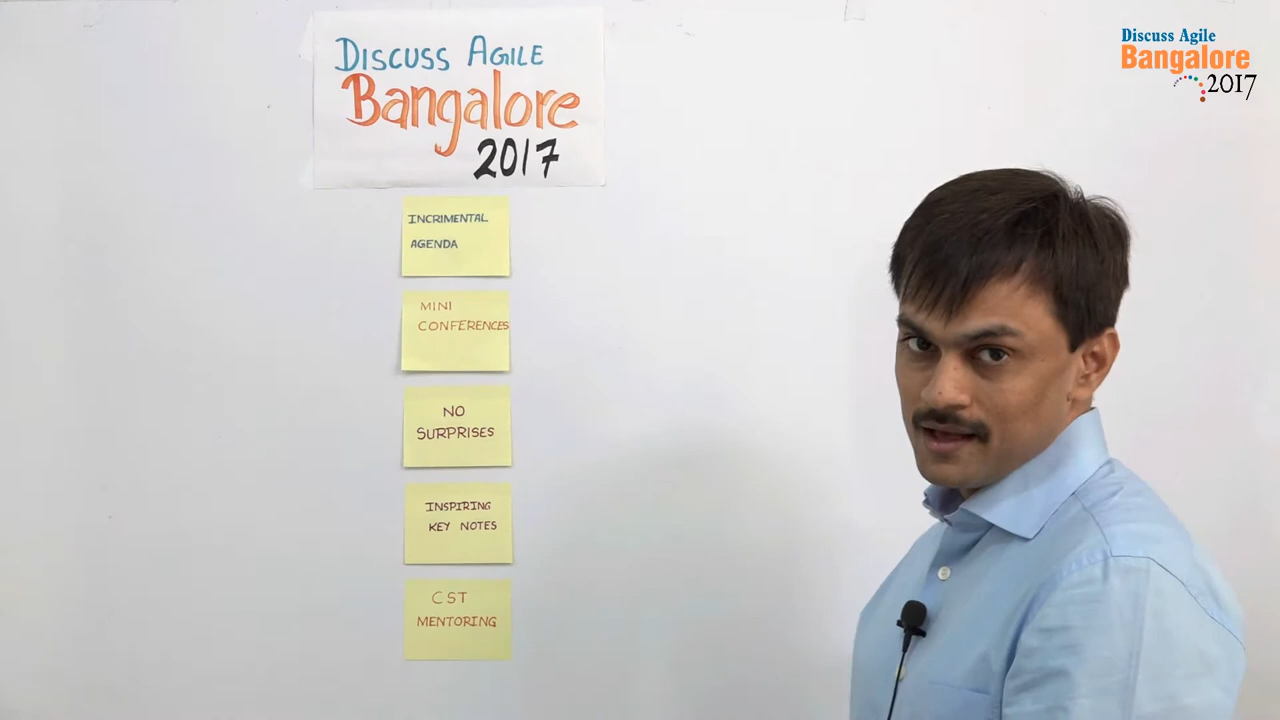 DISCUSS AGILE
Bangalore
2017
INCRIMENTAL
AGENDA
MINI
CONFERENCES
NO
SURPRISES
INSPIRING
KEY NOTES
CST
MENTORING
Discuss Agile
Bangalore
2017